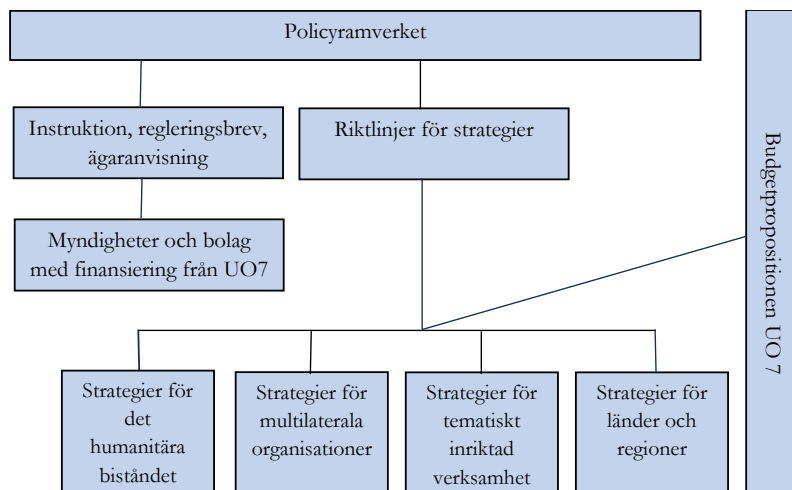 Policyramverket
Instruktion, regleringsbrev,
ägaranvisning
Riktlinjer för strategier
Myndigheter och bolag
med finansiering från UO7
Budgetpropositionen UO 7
Strategier för
det
humanitära
biståndet
Strategier för
multilaterala
organisationer
Strategier för
tematiskt
inriktad
verksamhet
Strategier för
länder och
regioner